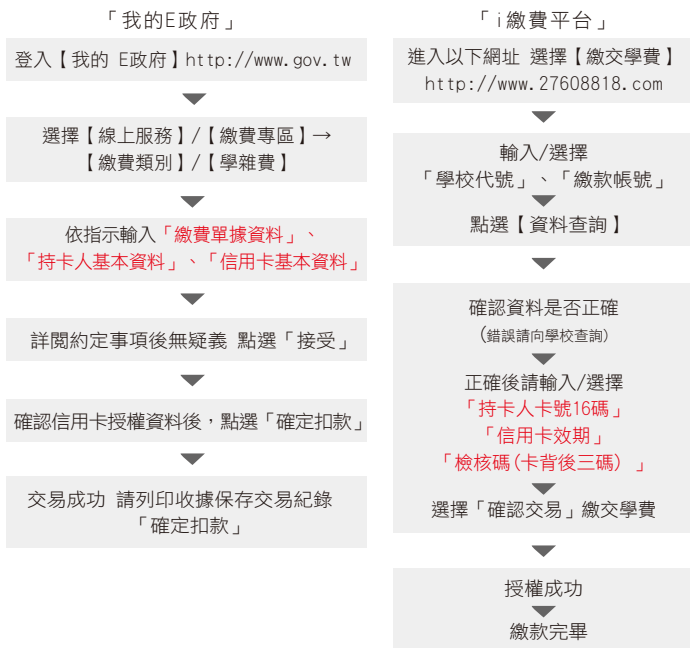 「我的E政府」
登入【我的 E政府】http://www.gov.tw
選擇【線上服務】/【繳費專區】→
【繳費類別】/【學雜費】
依指示輸入「繳費單據資料」、
「持卡人基本資料」、「信用卡基本資料」
詳閱約定事項後無疑義 點選「接受」
確認信用卡授權資料後，點選「確定扣款」
交易成功 請列印收據保存交易紀錄
「確定扣款」
「i繳費平台」
進入以下網址 選擇【繳交學費】
http://www.27608818.com
輸入/選擇
「學校代號」、「繳款帳號」
點選【資料查詢】
確認資料是否正確
(錯誤請向學校查詢)
正確後請輸入/選擇
「持卡人卡號16碼」
「信用卡效期」
「檢核碼(卡背後三碼) 」
選擇「確認交易」繳交學費
授權成功
繳款完畢